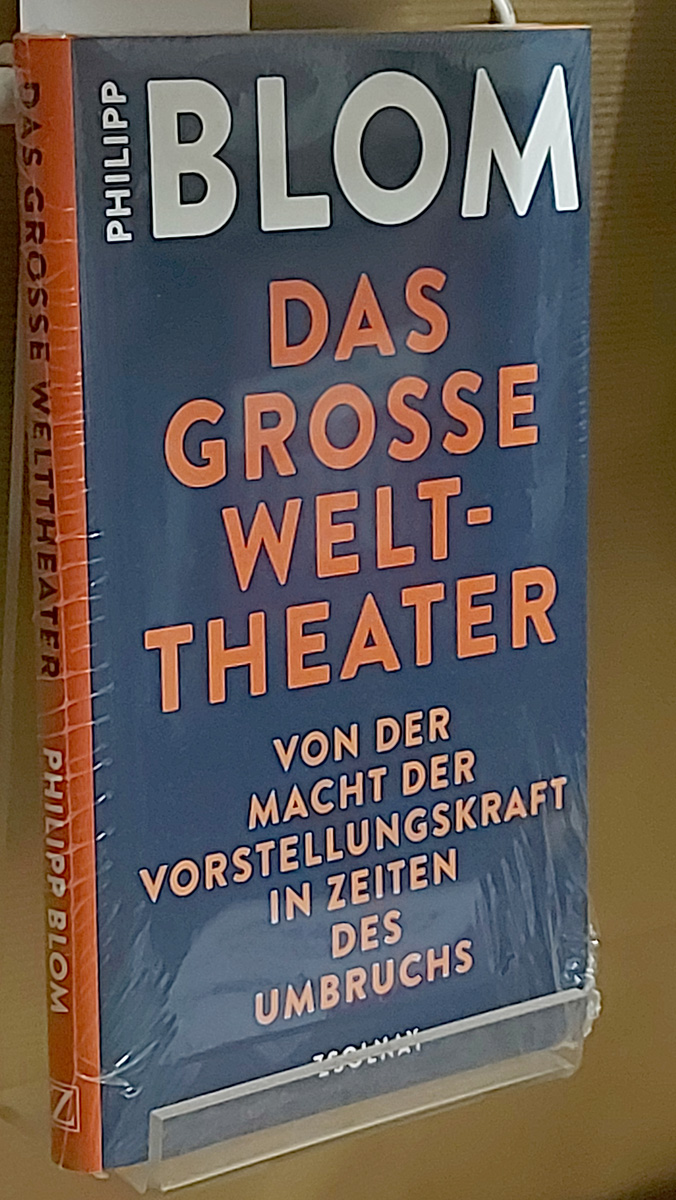 PHILIPP
BLOM
DAS
GROSSE
WELT-
THEATER
VON DER
MACHT DER
VORSTELLUNGSKRAFT
IN ZEITEN
DES
UMBRUCHS
ZSOLNAY
DAS GROSSE WELTTHEATER PHILIPP BLOM
Z